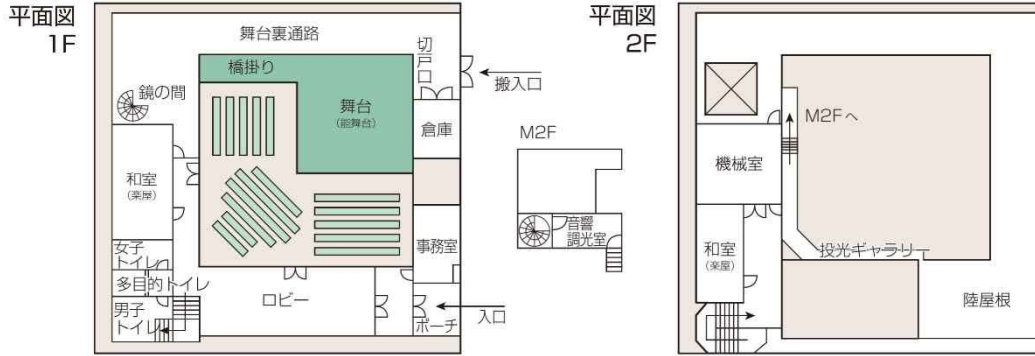 平面図
1F
舞台裏通路
橋掛り
切戸口
搬入口
鏡の間
舞台
(能舞台)
倉庫
和室
(楽屋)
事務室
女子
トイレ
多目的トイレ
男子
トイレ
ロビー
入口
ポーチ
M2F
音響
調光室
平面図
2F
M2Fへ
機械室
和室
(楽屋)
投光ギャラリー
陸屋根